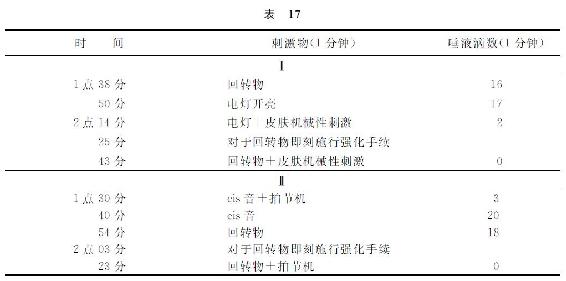 表 17
时 间 刺激物(1分钟) 唾液滴数(1分钟)
Ⅰ
1点38分 回转物 16
50分 电灯开亮 17
2点14分 电灯+皮肤机械性刺激 2
25分 对于回转物即刻施行强化手续
43分 回转物+皮肤机械性刺激 0
Ⅱ
1点30分 cis音+拍节机 3
40分 cis音 20
54分 回转物 18
2点03分 对于回转物即刻施行强化手续
23分 回转物+拍节机 0